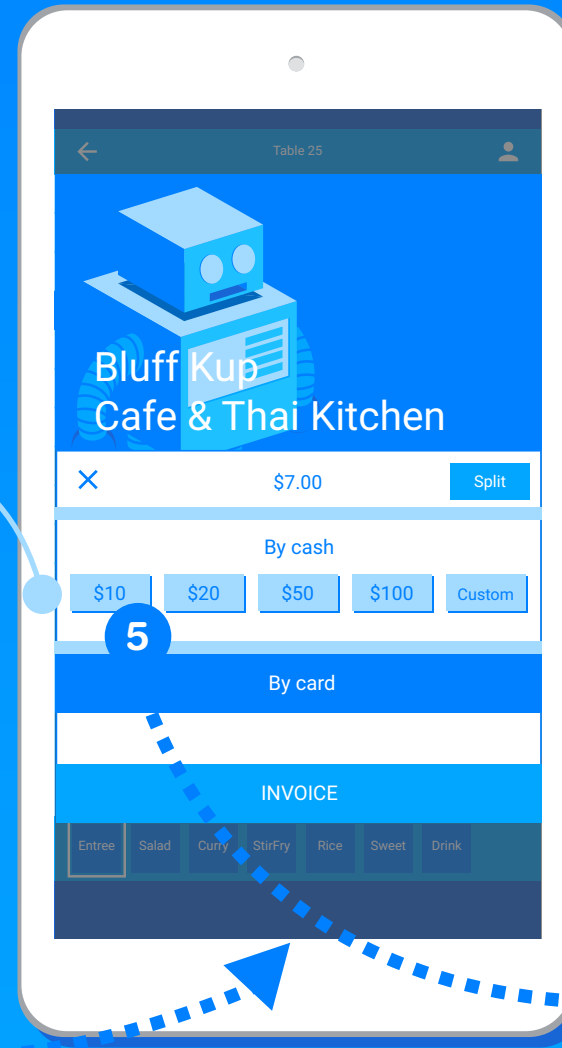 Table 25
Bluff Kup
Cafe & Thai Kitchen
$7.00 Split
By cash
$10 $20 $50 $100 Custom
5
By card
INVOICE
Entree Salad Curry StirFry Rice Sweet Drink